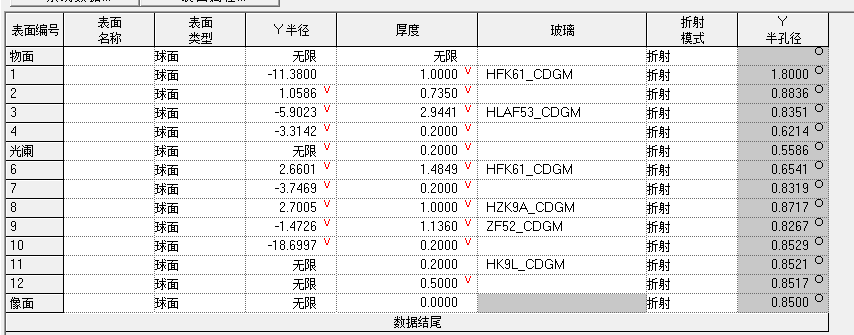 表面编号 表面名称 表面类型 Y 半径 厚度 玻璃 折射模式 Y 半孔径
物面 球面 无限 无限 折射
1 球面 -11.3800 1.0000 V HFK61_CDGM 折射 1.8000
2 球面 1.0586 V 0.7350 V 折射 0.8836
3 球面 -5.9023 V 2.9441 V HLAF53_CDGM 折射 0.8351
4 球面 -3.3142 V 0.2000 V 折射 0.6214
光阑 球面 无限 V 0.2000 V 折射 0.5586
6 球面 2.6601 V 1.4849 V HFK61_CDGM 折射 0.6541
7 球面 -3.7469 V 0.2000 V 折射 0.8319
8 球面 2.7005 V 1.0000 V HZK9A_CDGM 折射 0.8717
9 球面 -1.4726 V 1.1360 V ZF52_CDGM 折射 0.8267
10 球面 -18.6997 V 0.2000 V 折射 0.8529
11 球面 无限 0.2000 HK9L_CDGM 折射 0.8521
12 球面 无限 0.5000 V 折射 0.8517
像面 球面 无限 0.0000 折射 0.8500
数据结尾